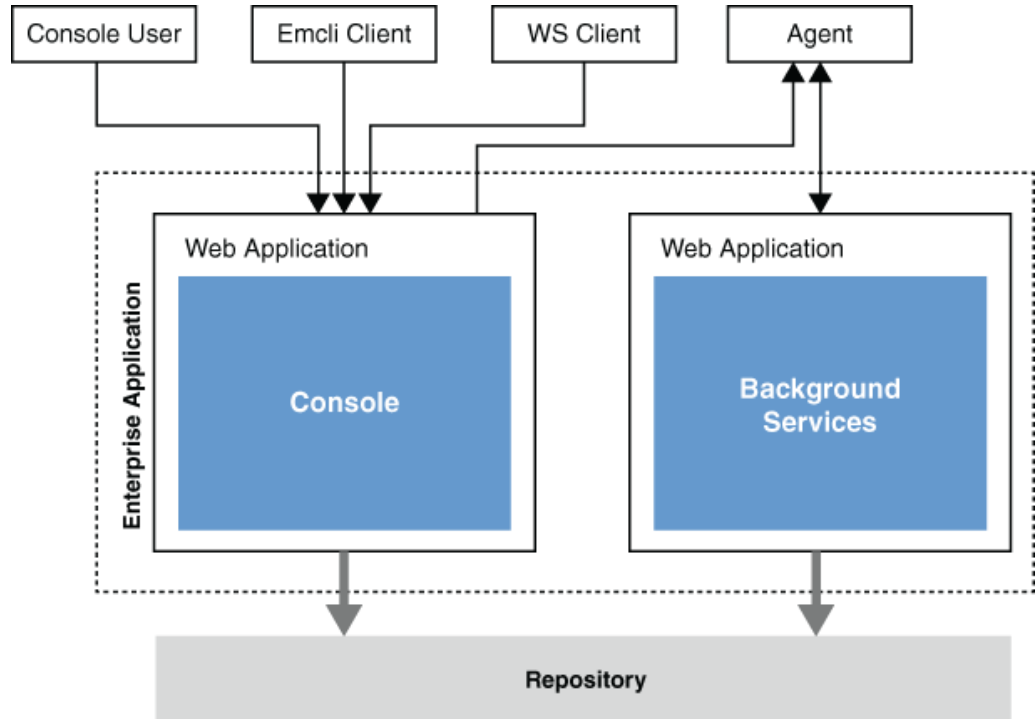 Console User
Emcli Client
WS Client
Agent
Enterprise Application
Web Application
Console
Web Application
Background
Services
Repository